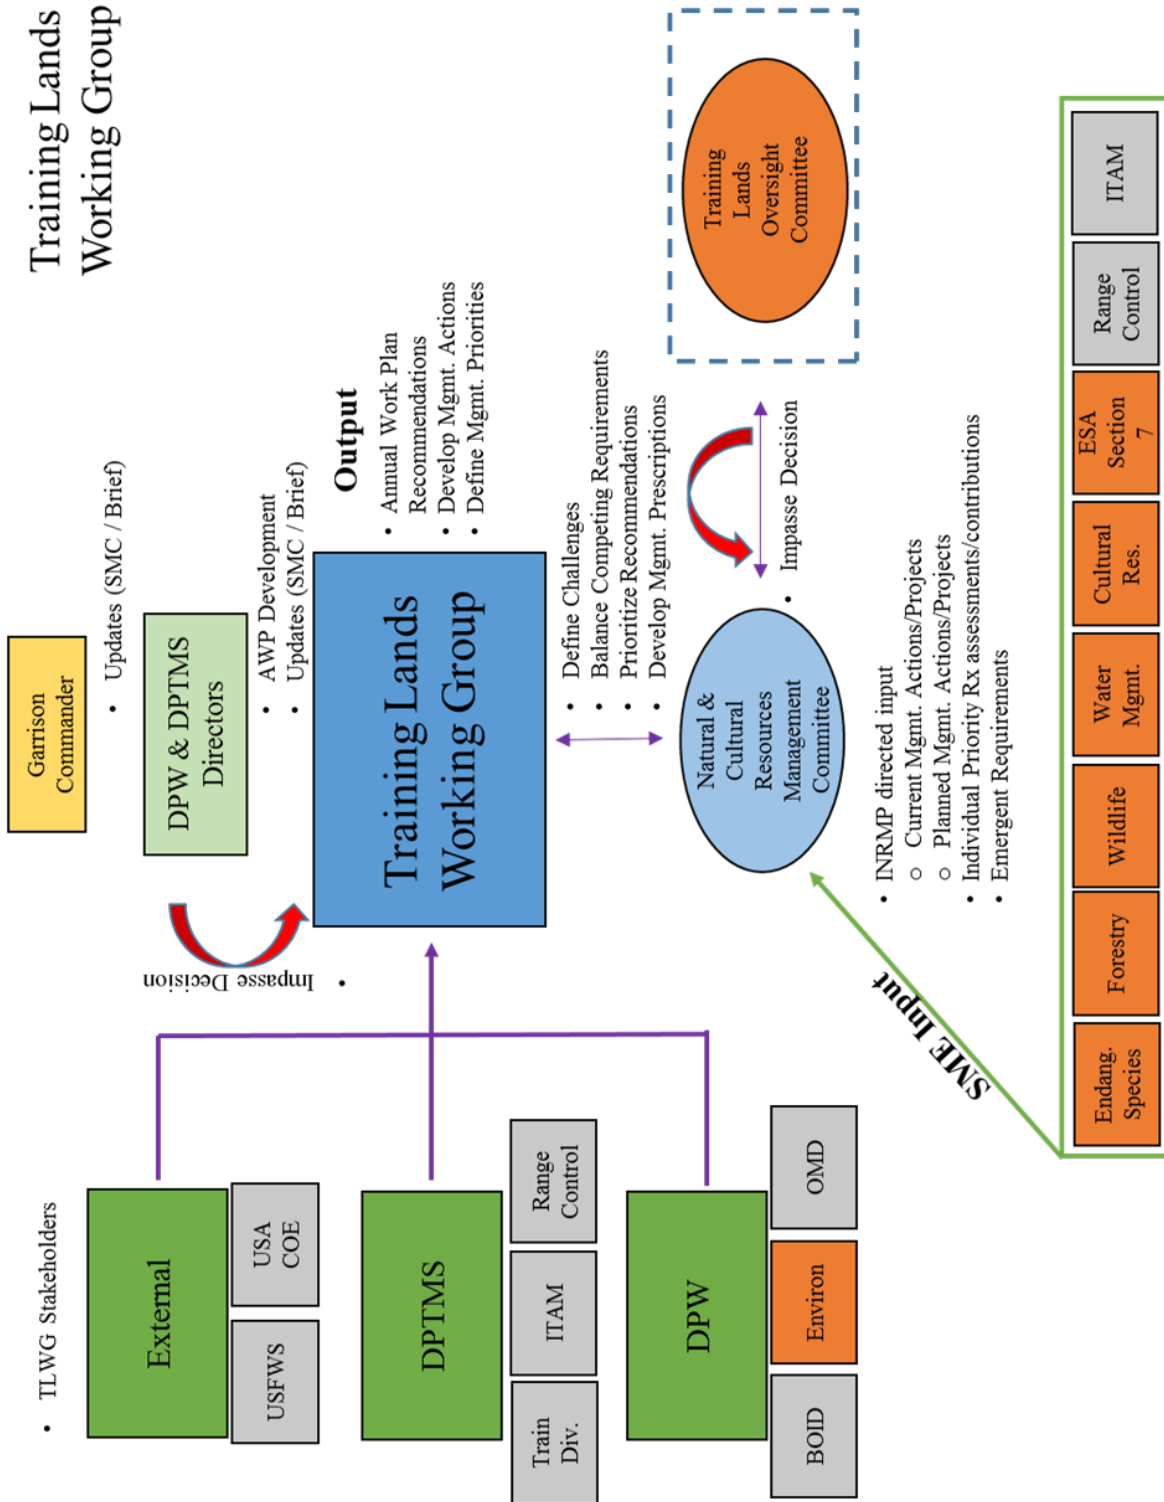 Training Lands
Working Group
Garrison
Commander
• Updates (SMC / Brief)
DPW & DPTMS
Directors
• AWP Development
• Updates (SMC / Brief)
Impasse Decision
•
• TLWG Stakeholders
External
USFWS
USA
COE
DPTMS
Train
Div.
ITAM
Range
Control
DPW
BOID
Environ
OMD
Training Lands
Working Group
Output
• Annual Work Plan
Recommendations
• Develop Mgmt. Actions
• Define Mgmt. Priorities
• Define Challenges
• Balance Competing Requirements
• Prioritize Recommendations
• Develop Mgmt. Prescriptions
Natural &
Cultural
Resources
Management
Committee
• Impasse Decision
Training
Lands
Oversight
Committee
• INRMP directed input
o Current Mgmt. Actions/Projects
o Planned Mgmt. Actions/Projects
• Individual Priority Rx assessments/contributions
• Emergent Requirements
SME Input
Endang.
Species
Forestry
Wildlife
Water
Mgmt.
Cultural
Res.
ESA
Section
7
Range
Control
ITAM